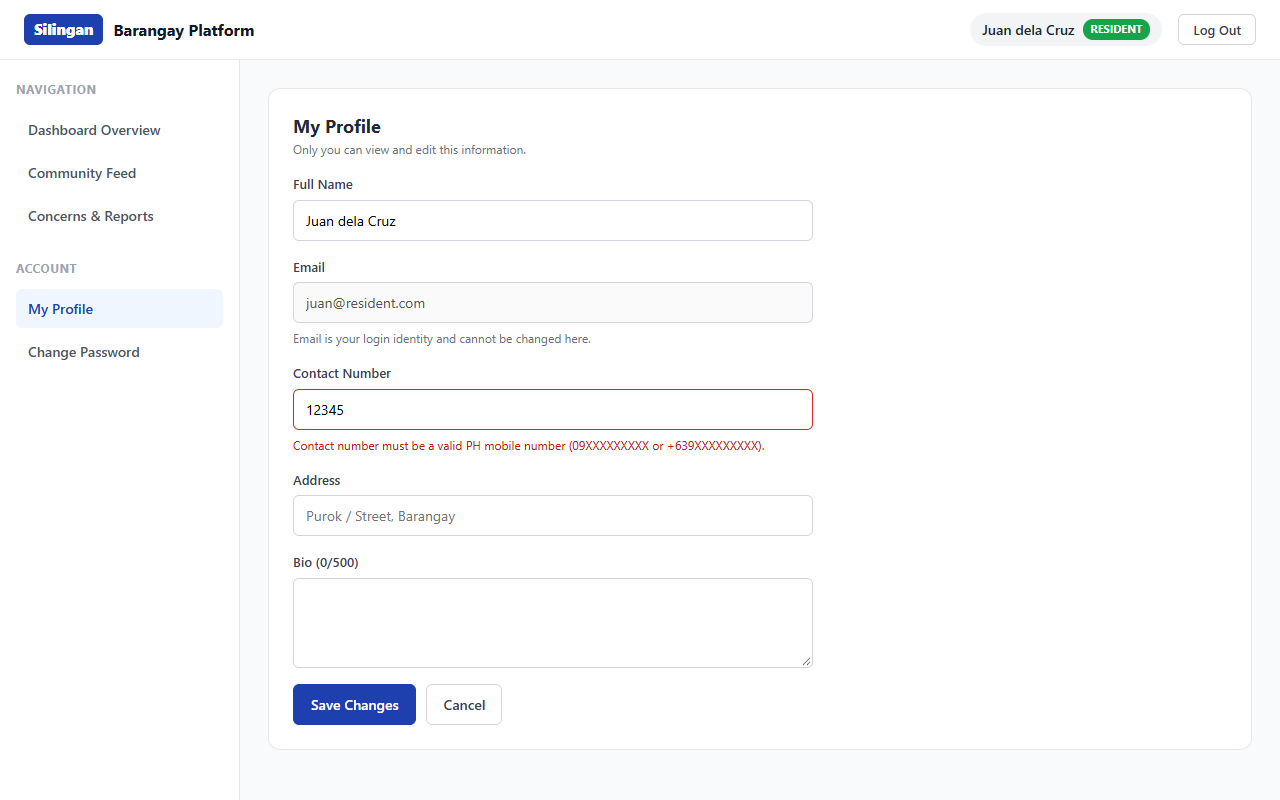 Silingan Barangay Platform
Juan dela Cruz RESIDENT Log Out
NAVIGATION
Dashboard Overview
Community Feed
Concerns & Reports
ACCOUNT
My Profile
Change Password
My Profile
Only you can view and edit this information.
Full Name
Juan dela Cruz
Email
juan@resident.com
Email is your login identity and cannot be changed here.
Contact Number
12345
Contact number must be a valid PH mobile number (09XXXXXXXXX or +639XXXXXXXXX).
Address
Purok / Street, Barangay
Bio (0/500)
Save Changes Cancel